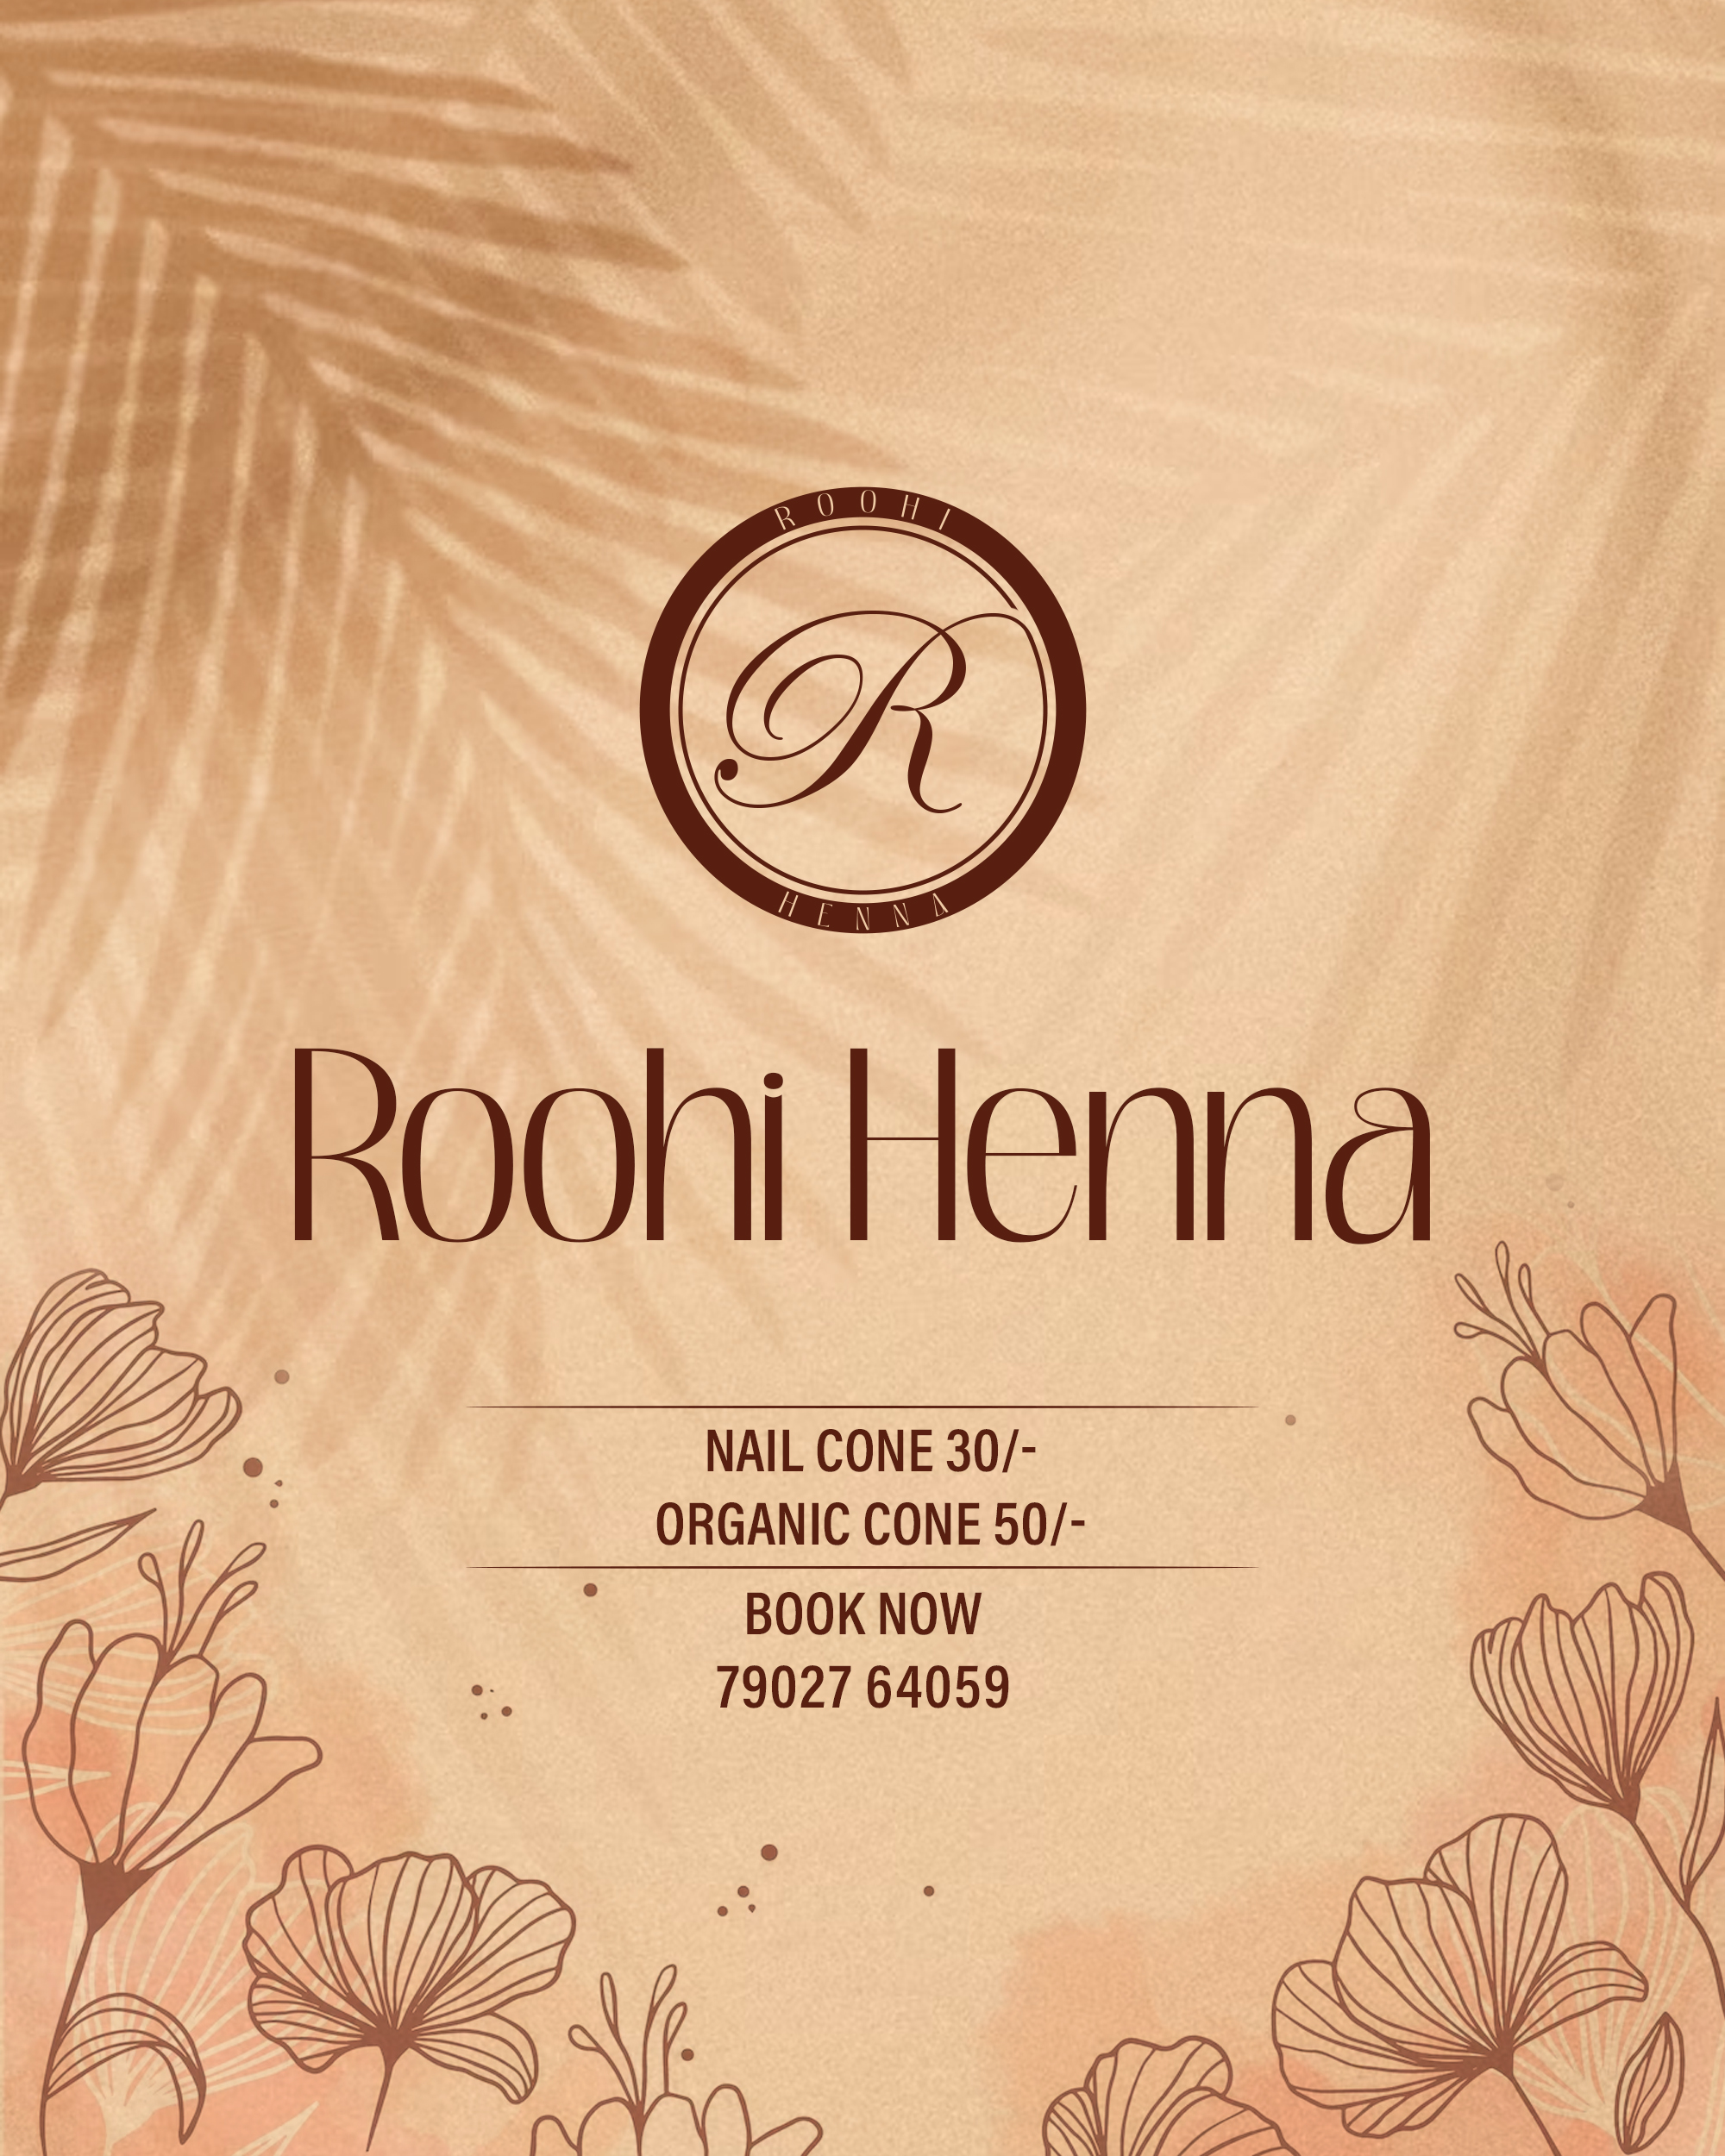 ROOHI
R
HENNA
Roohi Henna
NAIL CONE 30/-
ORGANIC CONE 50/-
BOOK NOW
79027 64059